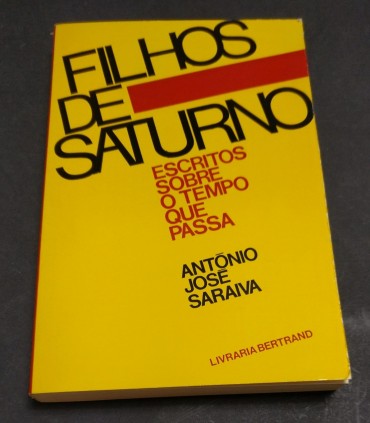 FILHOS
DE
SATURNO
ESCRITOS
SOBRE
O TEMPO
QUE
PASSA
ANTÓNIO
JOSÉ
SARAIVA
LIVRARIA BERTRAND